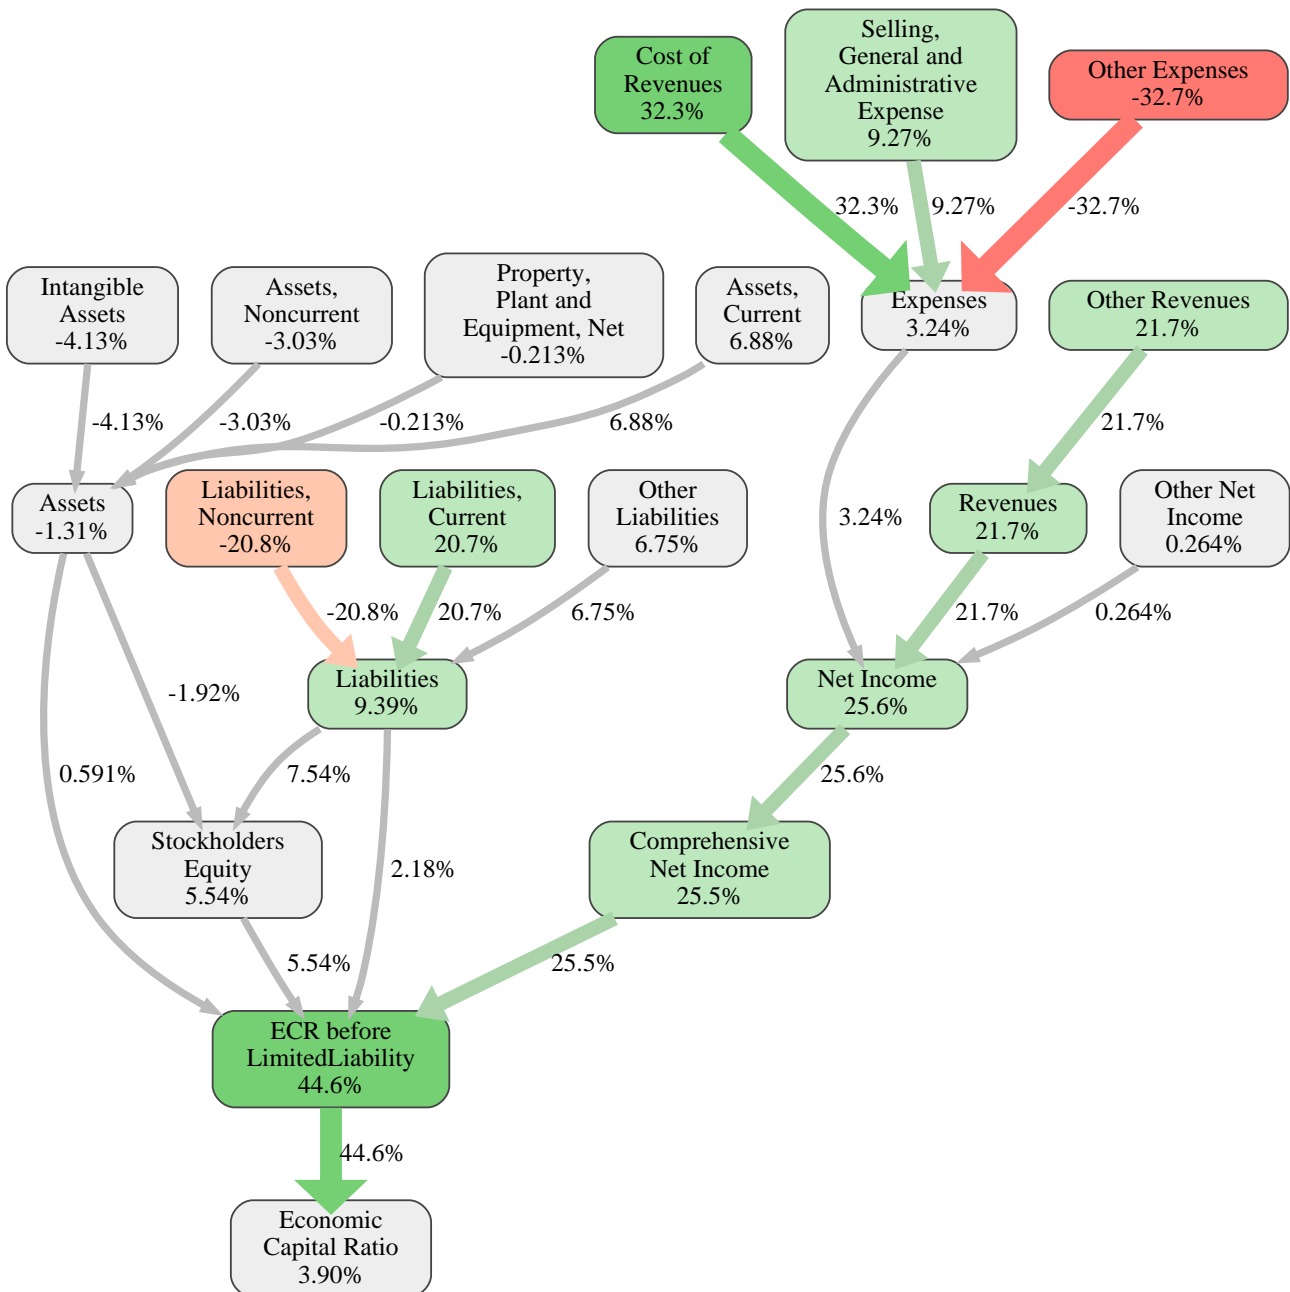 Cost of
Revenues
32.3%
Selling,
General and
Administrative
Expense
9.27%
Other Expenses
-32.7%
32.3%
9.27%
-32.7%
Intangible
Assets
-4.13%
Assets,
Noncurrent
-3.03%
Property,
Plant and
Equipment, Net
-0.213%
Assets,
Current
6.88%
Expenses
3.24%
Other Revenues
21.7%
-4.13%
-3.03%
-0.213%
6.88%
21.7%
Assets
-1.31%
Liabilities,
Noncurrent
-20.8%
Liabilities,
Current
20.7%
Other
Liabilities
6.75%
3.24%
Revenues
21.7%
Other Net
Income
0.264%
-20.8%
20.7%
6.75%
21.7%
0.264%
-1.92%
Liabilities
9.39%
Net Income
25.6%
0.591%
7.54%
25.6%
Stockholders
Equity
5.54%
2.18%
Comprehensive
Net Income
25.5%
5.54%
25.5%
ECR before
LimitedLiability
44.6%
44.6%
Economic
Capital Ratio
3.90%